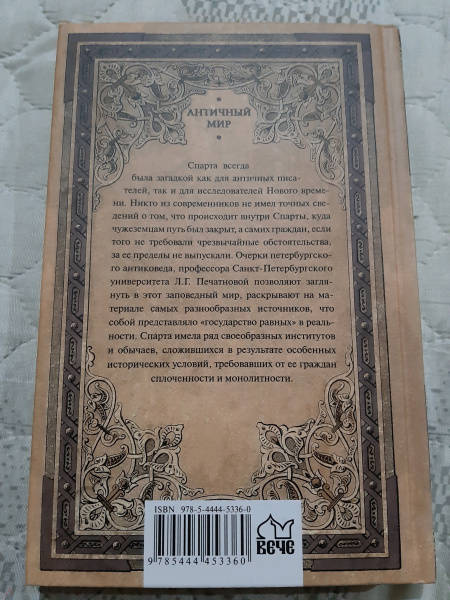 АНТИЧНЫЙ
МИР
Спарта всегда
была загадкой как для античных писа-
телей, так и для исследователей Нового време-
ни. Никто из современников не имел точных све-
дений о том, что происходит внутри Спарты, куда
чужеземцам путь был закрыт, а самих граждан, если
того не требовали чрезвычайные обстоятельства,
за ее пределы не выпускали. Очерки петербургско-
го антиковеда, профессора Санкт-Петербургского
университета Л.Г. Печатновой позволяют загля-
нуть в этот заповедный мир, раскрывают на ма-
териале самых разнообразных источников, что
собой представляло «государство равных» в реаль-
ности. Спарта имела ряд своеобразных институтов
и обычаев, сложившихся в результате особенных
исторических условий, требовавших от ее граждан
сплоченности и монолитности.
ISBN 978-5-4444-5336-0
9785444453360
ВЕЧЕ